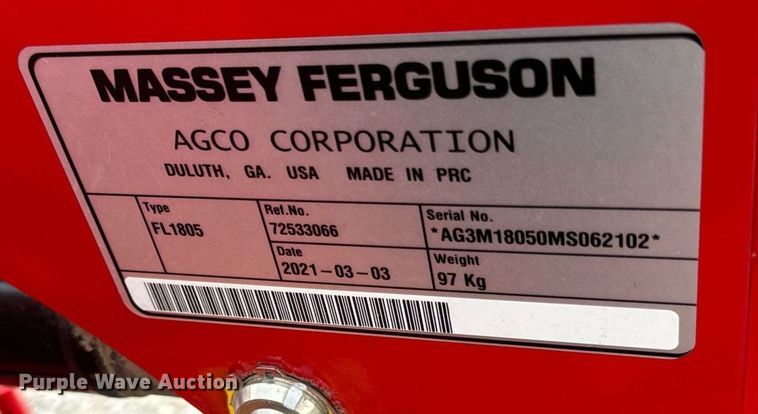 MASSEY FERGUSON
AGCO CORPORATION
DULUTH, GA. USA MADE IN PRC
Type
FL1805
Ref.No.
72533066
Date
2021-03-03
Serial No.
*AG3M18050MS062102*
Weight
97 Kg
Purple Wave Auction